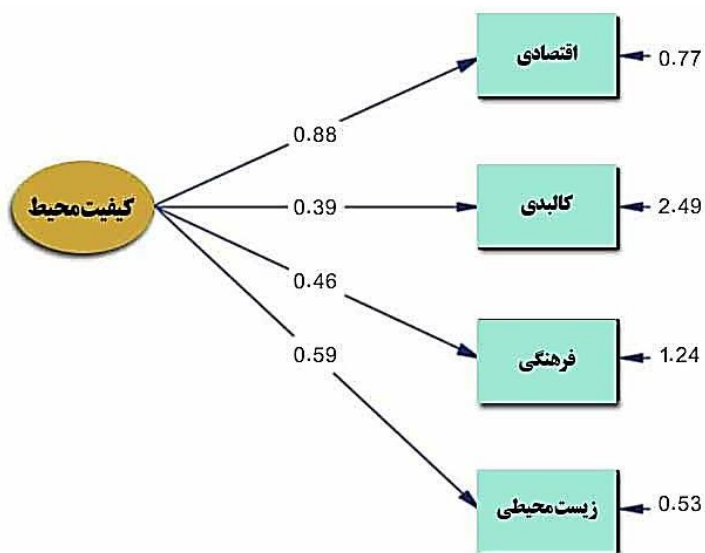 اقتصادی
0.77
0.88
کیفیت محیط
کالبدی
0.39
2.49
0.46
فرهنگی
1.24
0.59
زیست محیطی
0.53